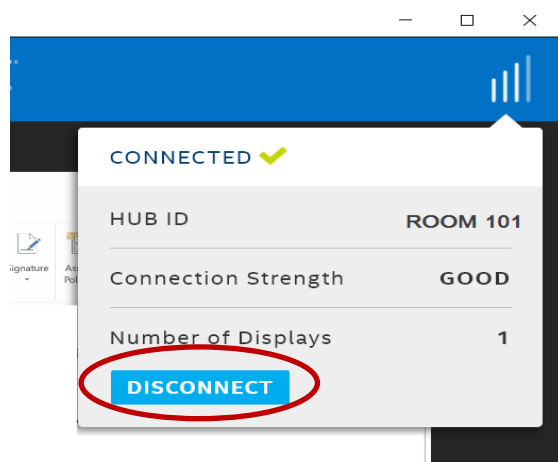 CONNECTED
HUB ID ROOM 101
Signature
Connection Strength GOOD
Number of Displays 1
DISCONNECT